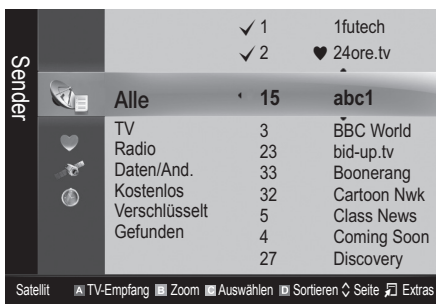 Sender
✓ 1 1futech
✓ 2 ♥ 24ore.tv
Alle 15 abc1
TV 3 BBC World
Radio 23 bid-up.tv
Daten/And. 33 Boonerang
Kostenlos 32 Cartoon Nwk
Verschlüsselt 5 Class News
Gefunden 4 Coming Soon
27 Discovery
Satellit A TV-Empfang B Zoom C Auswählen D Sortieren Seite Extras